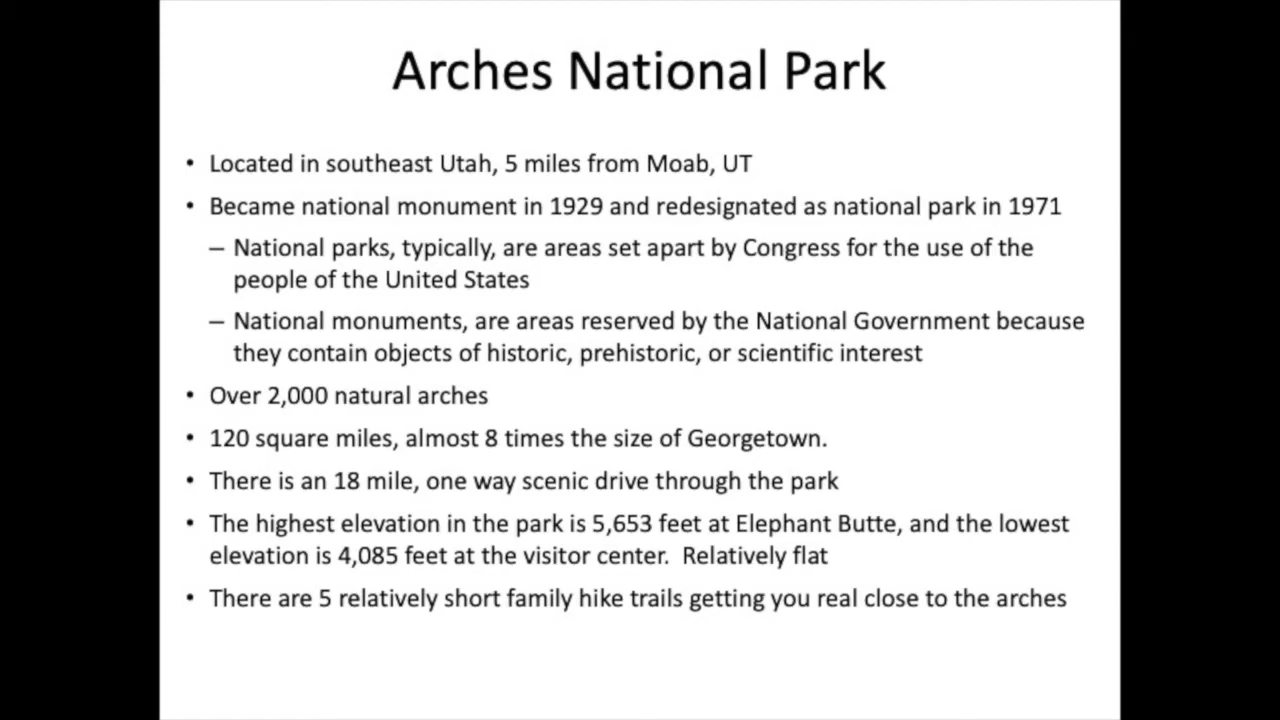 Arches National Park
• Located in southeast Utah, 5 miles from Moab, UT
• Became national monument in 1929 and redesignated as national park in 1971
– National parks, typically, are areas set apart by Congress for the use of the
people of the United States
– National monuments, are areas reserved by the National Government because
they contain objects of historic, prehistoric, or scientific interest
• Over 2,000 natural arches
• 120 square miles, almost 8 times the size of Georgetown.
• There is an 18 mile, one way scenic drive through the park
• The highest elevation in the park is 5,653 feet at Elephant Butte, and the lowest
elevation is 4,085 feet at the visitor center.  Relatively flat
• There are 5 relatively short family hike trails getting you real close to the arches